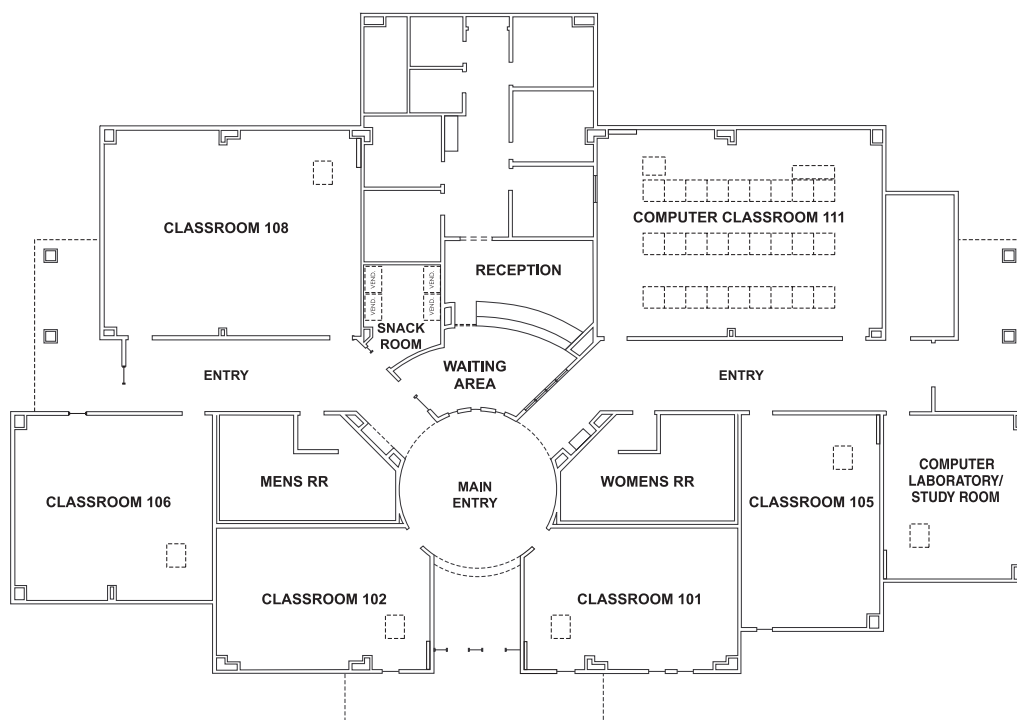 CLASSROOM 108
COMPUTER CLASSROOM 111
RECEPTION
VEND.
VEND.
VEND.
VEND.
SNACK
ROOM
WAITING
AREA
ENTRY
ENTRY
MENS RR
MAIN
ENTRY
WOMENS RR
CLASSROOM 106
CLASSROOM 105
COMPUTER
LABORATORY/
STUDY ROOM
CLASSROOM 102
CLASSROOM 101